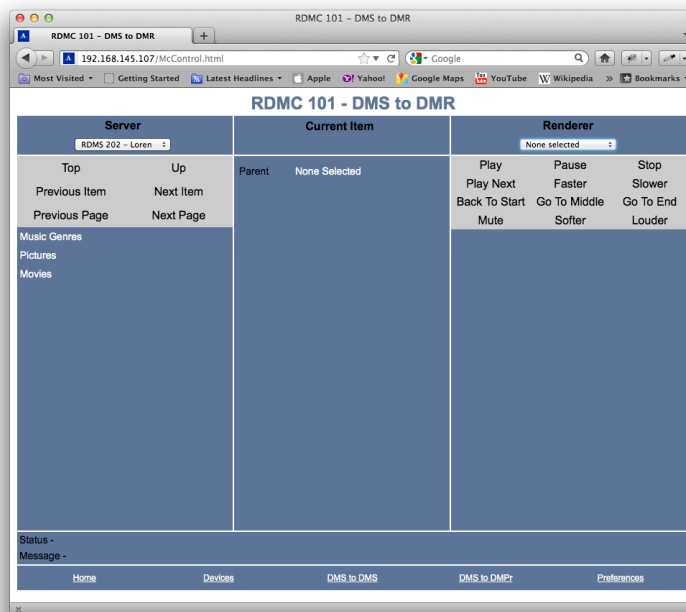 RDMC 101 - DMS to DMR
A RDMC 101 - DMS to DMR +
A 192.168.145.107/McControl.html Google
Most Visited Getting Started Latest Headlines Apple Yahoo! Google Maps YouTube Wikipedia » Bookmarks
RDMC 101 - DMS to DMR
Server Current Item Renderer
RDMS 202 - Loren None selected
Top Up Parent None Selected Play Pause Stop
Previous Item Next Item Play Next Faster Slower
Previous Page Next Page Back To Start Go To Middle Go To End
Mute Softer Louder
Music Genres
Pictures
Movies
Status -
Message -
Home Devices DMS to DMS DMS to DMPr Preferences
×